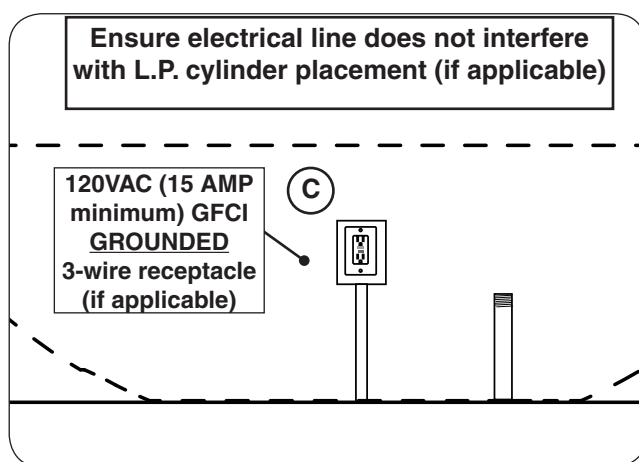 Ensure electrical line does not interfere
with L.P. cylinder placement (if applicable)
120VAC (15 AMP
minimum) GFCI
GROUNDED
3-wire receptacle
(if applicable)
C